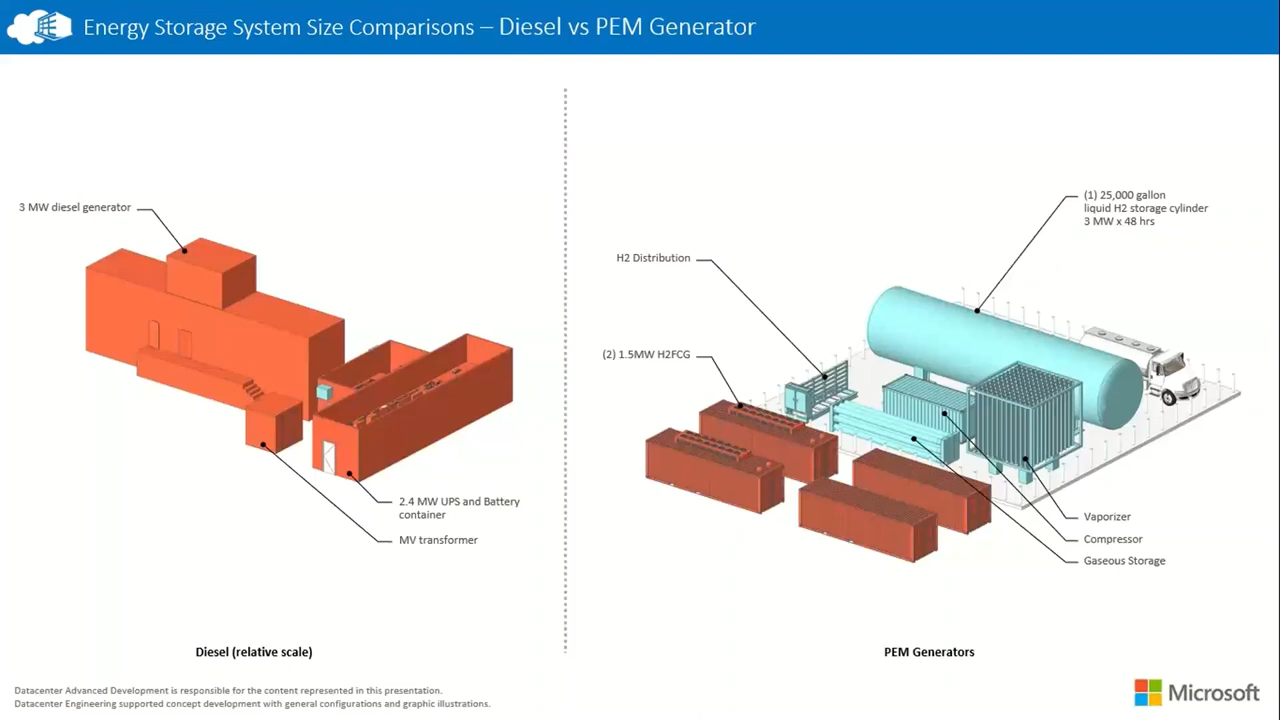 Energy Storage System Size Comparisons – Diesel vs PEM Generator
3 MW diesel generator
2.4 MW UPS and Battery
container
MV transformer
Diesel (relative scale)
(1) 25,000 gallon
liquid H2 storage cylinder
3 MW x 48 hrs
H2 Distribution
(2) 1.5MW H2FCG
Vaporizer
Compressor
Gaseous Storage
PEM Generators
Datacenter Advanced Development is responsible for the content represented in this presentation.
Datacenter Engineering supported concept development with general configurations and graphic illustrations.
Microsoft